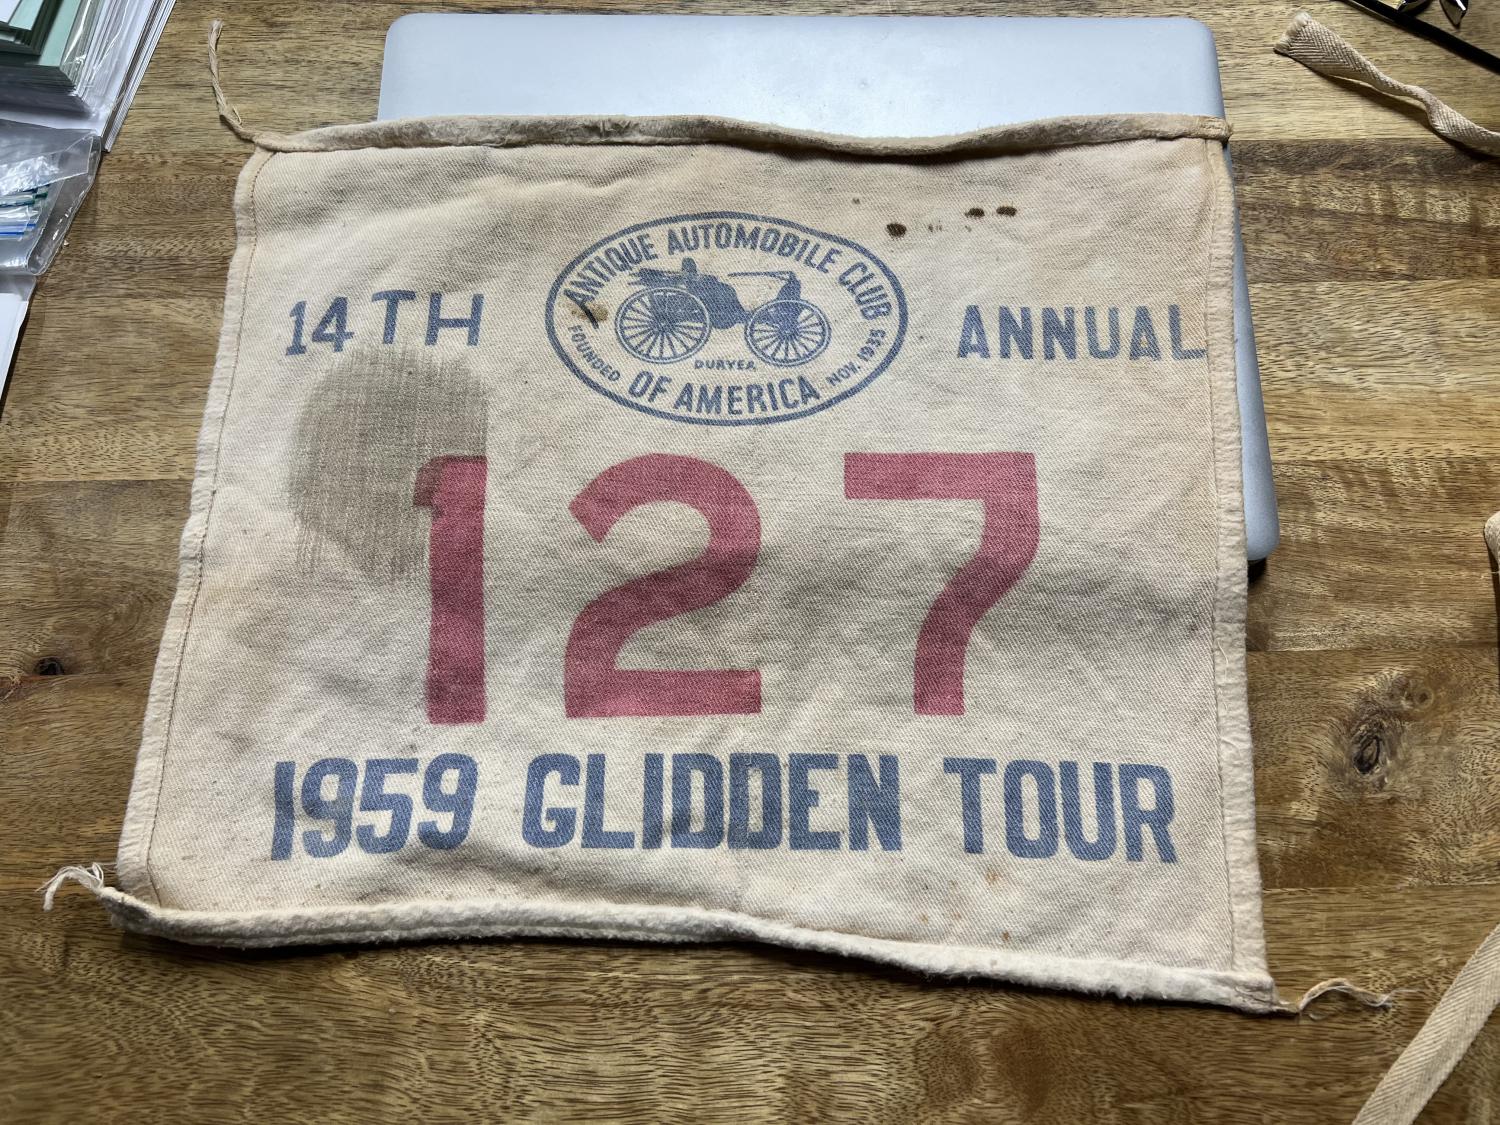 ANTIQUE AUTOMOBILE CLUB
14TH ANNUAL
FOUNDED DURYEA NOV. 1935
OF AMERICA
127
1959 GLIDDEN TOUR